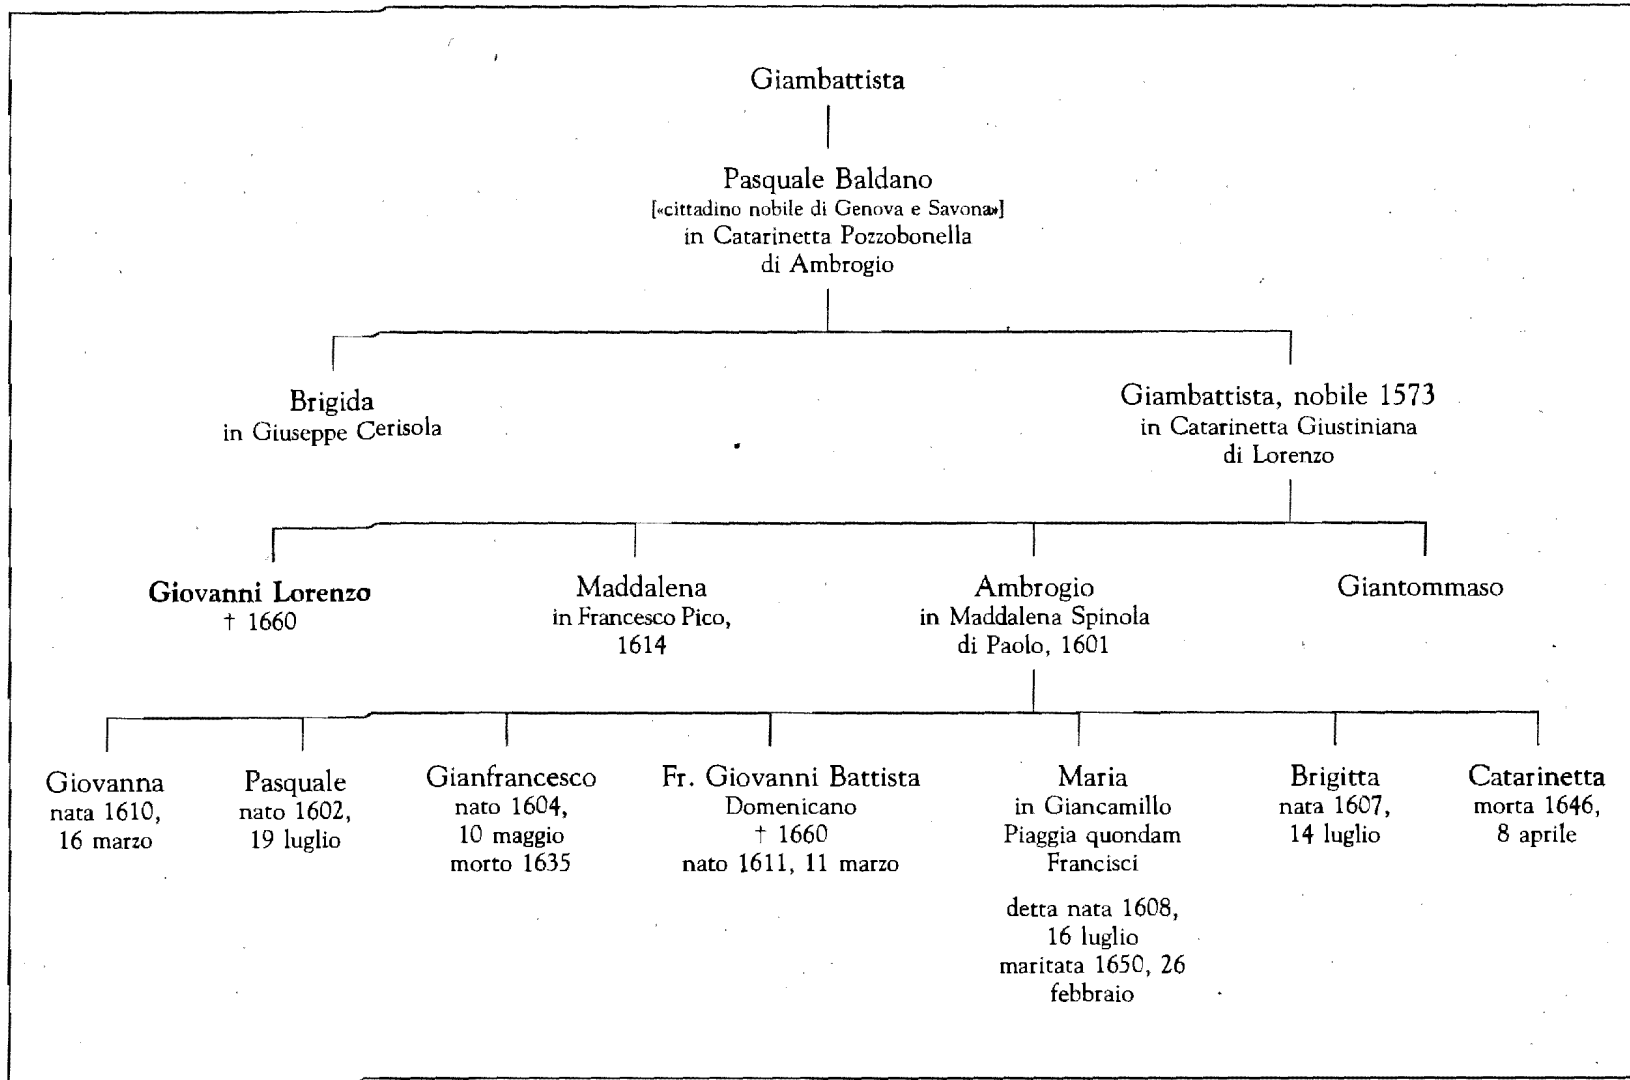 Giambattista
Pasquale Baldano
[«cittadino nobile di Genova e Savona»]
in Catarinetta Pozzobonella
di Ambrogio
Brigida
in Giuseppe Cerisola
Giambattista, nobile 1573
in Catarinetta Giustiniana
di Lorenzo
Giovanni Lorenzo
† 1660
Maddalena
in Francesco Pico,
1614
Ambrogio
in Maddalena Spinola
di Paolo, 1601
Giantommaso
Giovanna
nata 1610,
16 marzo
Pasquale
nato 1602,
19 luglio
Gianfrancesco
nato 1604,
10 maggio
morto 1635
Fr. Giovanni Battista
Domenicano
† 1660
nato 1611, 11 marzo
Maria
in Giancamillo
Piaggia quondam
Francisci
detta nata 1608,
16 luglio
maritata 1650, 26
febbraio
Brigitta
nata 1607,
14 luglio
Catarinetta
morta 1646,
8 aprile